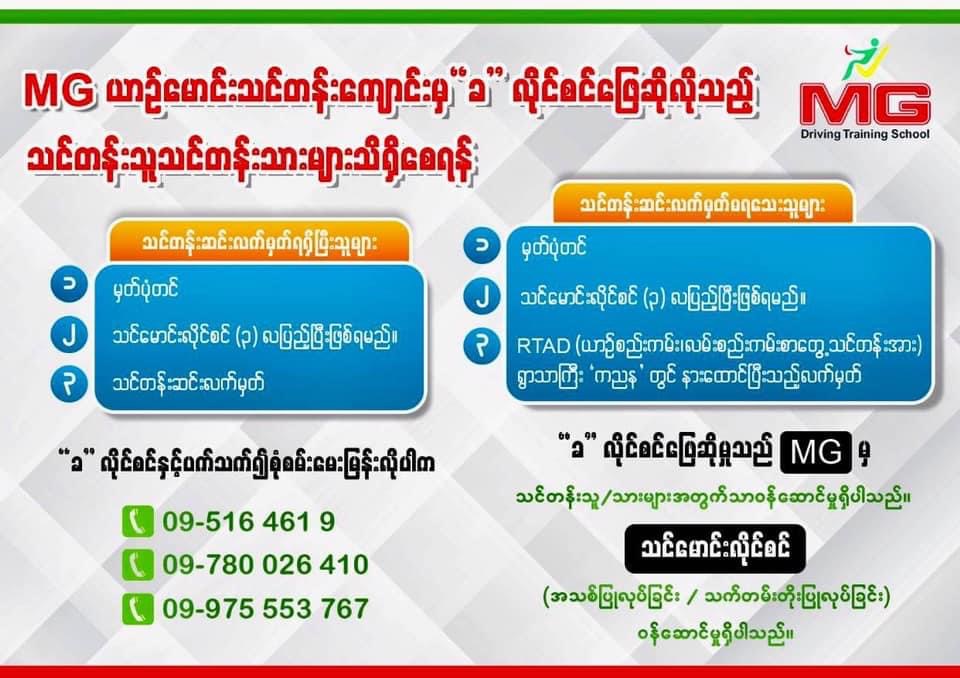 MG ယာဉ်မောင်းသင်တန်းကျောင်းမှ “ခ” လိုင်စင်ဖြေဆိုလိုသည့်
သင်တန်းသူသင်တန်းသားများသိရှိစေရန်
MG
Driving Training School
သင်တန်းဆင်းလက်မှတ်ရရှိပြီးသူများ
၁ မှတ်ပုံတင်
၂ သင်မောင်းလိုင်စင် (၃) လပြည့်ပြီးဖြစ်ရမည်။
၃ သင်တန်းဆင်းလက်မှတ်
သင်တန်းဆင်းလက်မှတ်မရသေးသူများ
၁ မှတ်ပုံတင်
၂ သင်မောင်းလိုင်စင် (၃) လပြည့်ပြီးဖြစ်ရမည်။
၃ RTAD (ယာဉ်စည်းကမ်း၊လမ်းစည်းကမ်းစာတွေ့သင်တန်းအား)
ရွာသာကြီး ‘ကညန’ တွင် နားထောင်ပြီးသည့်လက်မှတ်
“ခ” လိုင်စင်နှင့်ပက်သက်၍စုံစမ်းမေးမြန်းလိုပါက
09-516 461 9
09-780 026 410
09-975 553 767
“ခ” လိုင်စင်ဖြေဆိုမှုသည် MG မှ
သင်တန်းသူ/သားများအတွက်သာဝန်ဆောင်မှုရှိပါသည်။
သင်မောင်းလိုင်စင်
(အသစ်ပြုလုပ်ခြင်း / သက်တမ်းတိုးပြုလုပ်ခြင်း)
ဝန်ဆောင်မှုရှိပါသည်။